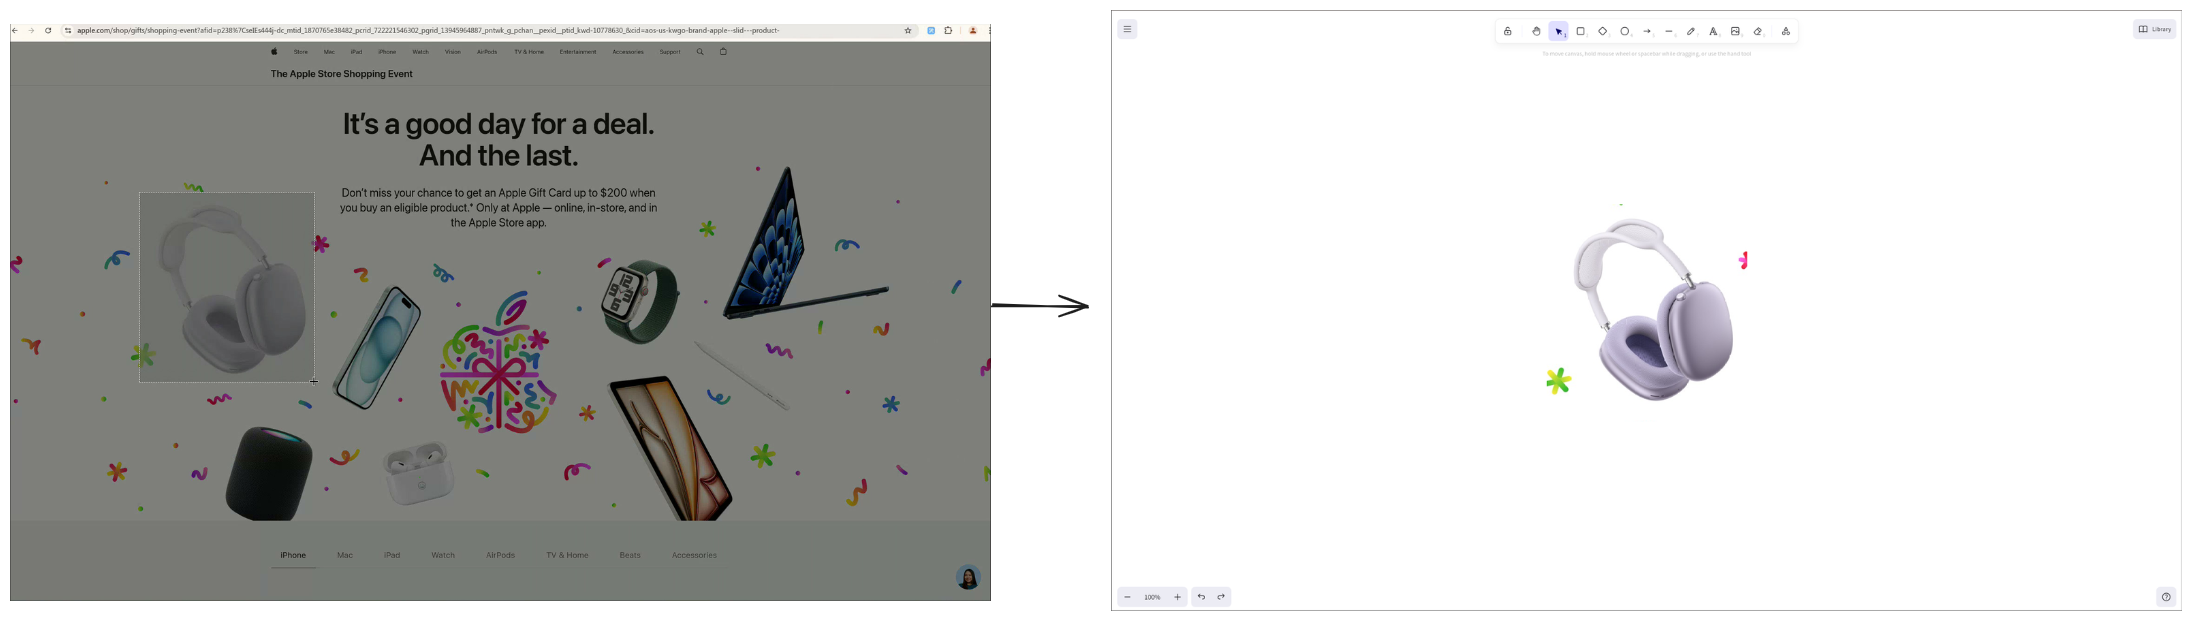 apple.com/shop/gifts/shopping-event?afid=p238%7CselEs444j-dc_mtid_1870765e38482_pcrid_722221546302_pgrid_13945964887_pntwk_g_pchan__pexid__ptid_kwd-10778630_&cid=aos-us-kwgo-brand-apple--slid---product-
Store Mac iPad iPhone Watch Vision AirPods TV & Home Entertainment Accessories Support
The Apple Store Shopping Event
It's a good day for a deal.
And the last.
Don't miss your chance to get an Apple Gift Card up to $200 when
you buy an eligible product.* Only at Apple — online, in-store, and in
the Apple Store app.
iPhone Mac iPad Watch AirPods TV & Home Beats Accessories
Library
To move canvas, hold mouse wheel or spacebar while dragging, or use the hand tool
100%